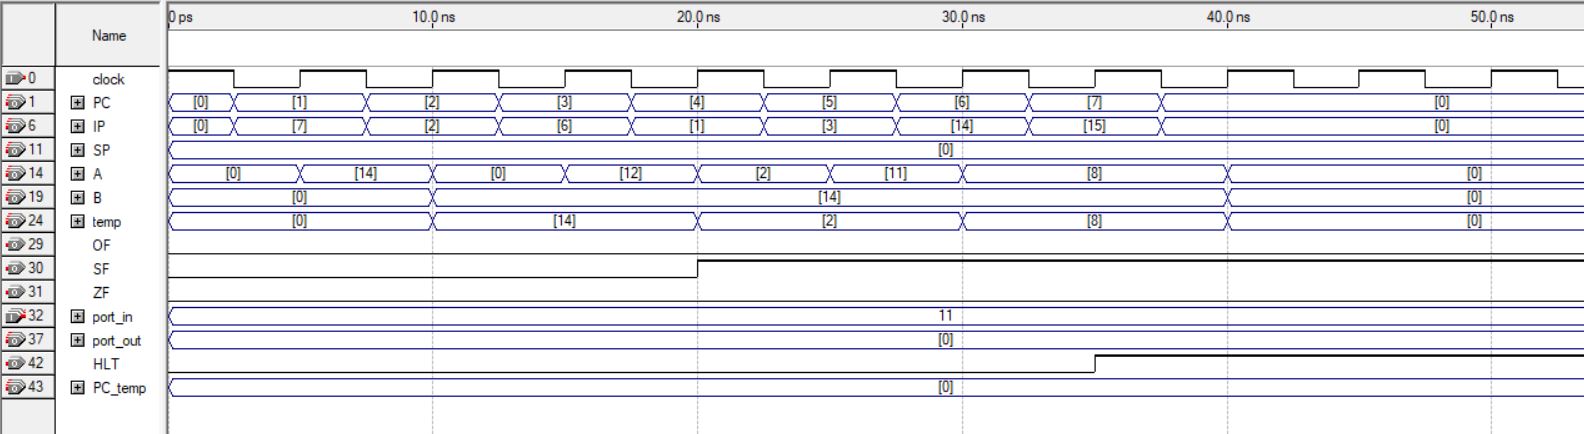 0 ps 10.0 ns 20.0 ns 30.0 ns 40.0 ns 50.0 ns
Name
0 clock
1 PC [0] [1] [2] [3] [4] [5] [6] [7] [0]
6 IP [0] [7] [2] [6] [1] [3] [14] [15] [0]
11 SP [0]
14 A [0] [14] [0] [12] [2] [11] [8] [0]
19 B [0] [14] [0]
24 temp [0] [14] [2] [8] [0]
29 OF
30 SF
31 ZF
32 port_in 11
37 port_out [0]
42 HLT
43 PC_temp [0]